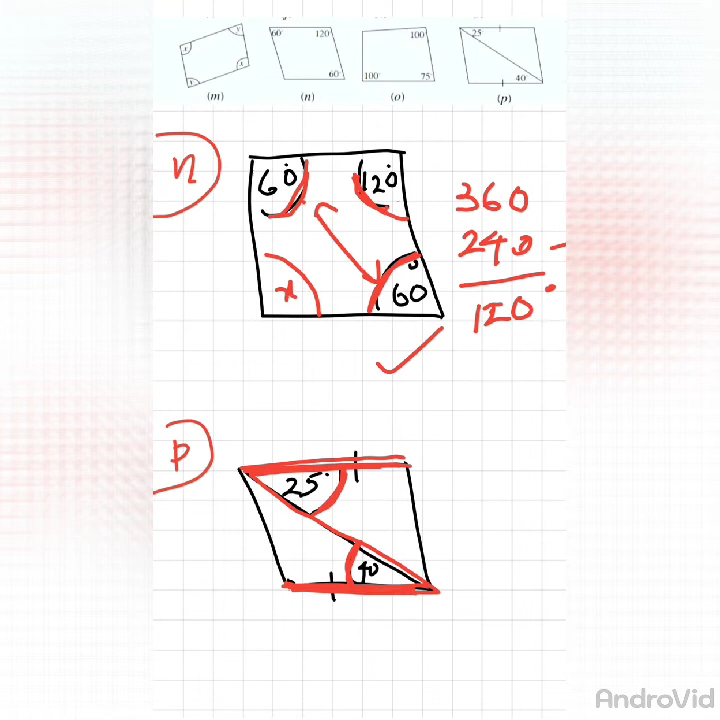 60° 120° 100 25°
x y x x 60° 100 75° 40°
(m) (n) (o) (p)
n
60° 120°
360
240 -
x 60°
120°
p
25°
40
AndroVid